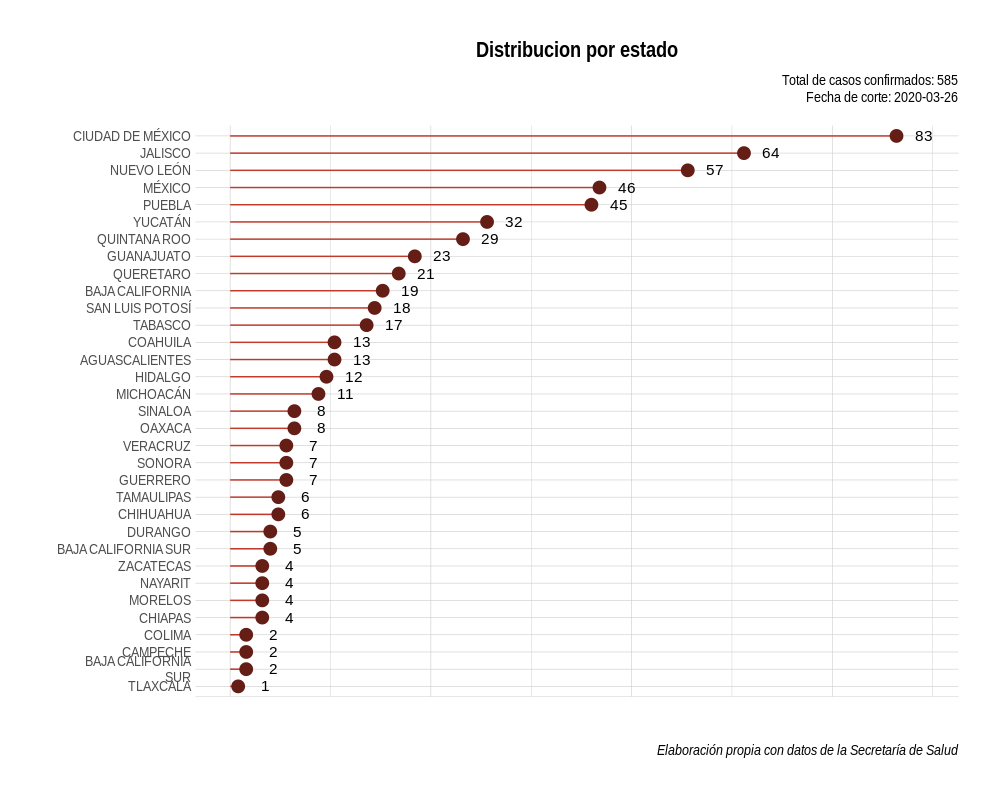 Distribucion por estado
Total de casos confirmados: 585
Fecha de corte: 2020-03-26
CIUDAD DE MÉXICO 83
JALISCO 64
NUEVO LEÓN 57
MÉXICO 46
PUEBLA 45
YUCATÁN 32
QUINTANA ROO 29
GUANAJUATO 23
QUERETARO 21
BAJA CALIFORNIA 19
SAN LUIS POTOSÍ 18
TABASCO 17
COAHUILA 13
AGUASCALIENTES 13
HIDALGO 12
MICHOACÁN 11
SINALOA 8
OAXACA 8
VERACRUZ 7
SONORA 7
GUERRERO 7
TAMAULIPAS 6
CHIHUAHUA 6
DURANGO 5
BAJA CALIFORNIA SUR 5
ZACATECAS 4
NAYARIT 4
MORELOS 4
CHIAPAS 4
COLIMA 2
CAMPECHE 2
BAJA CALIFORNIA
SUR 2
TLAXCALA 1
Elaboración propia con datos de la Secretaría de Salud